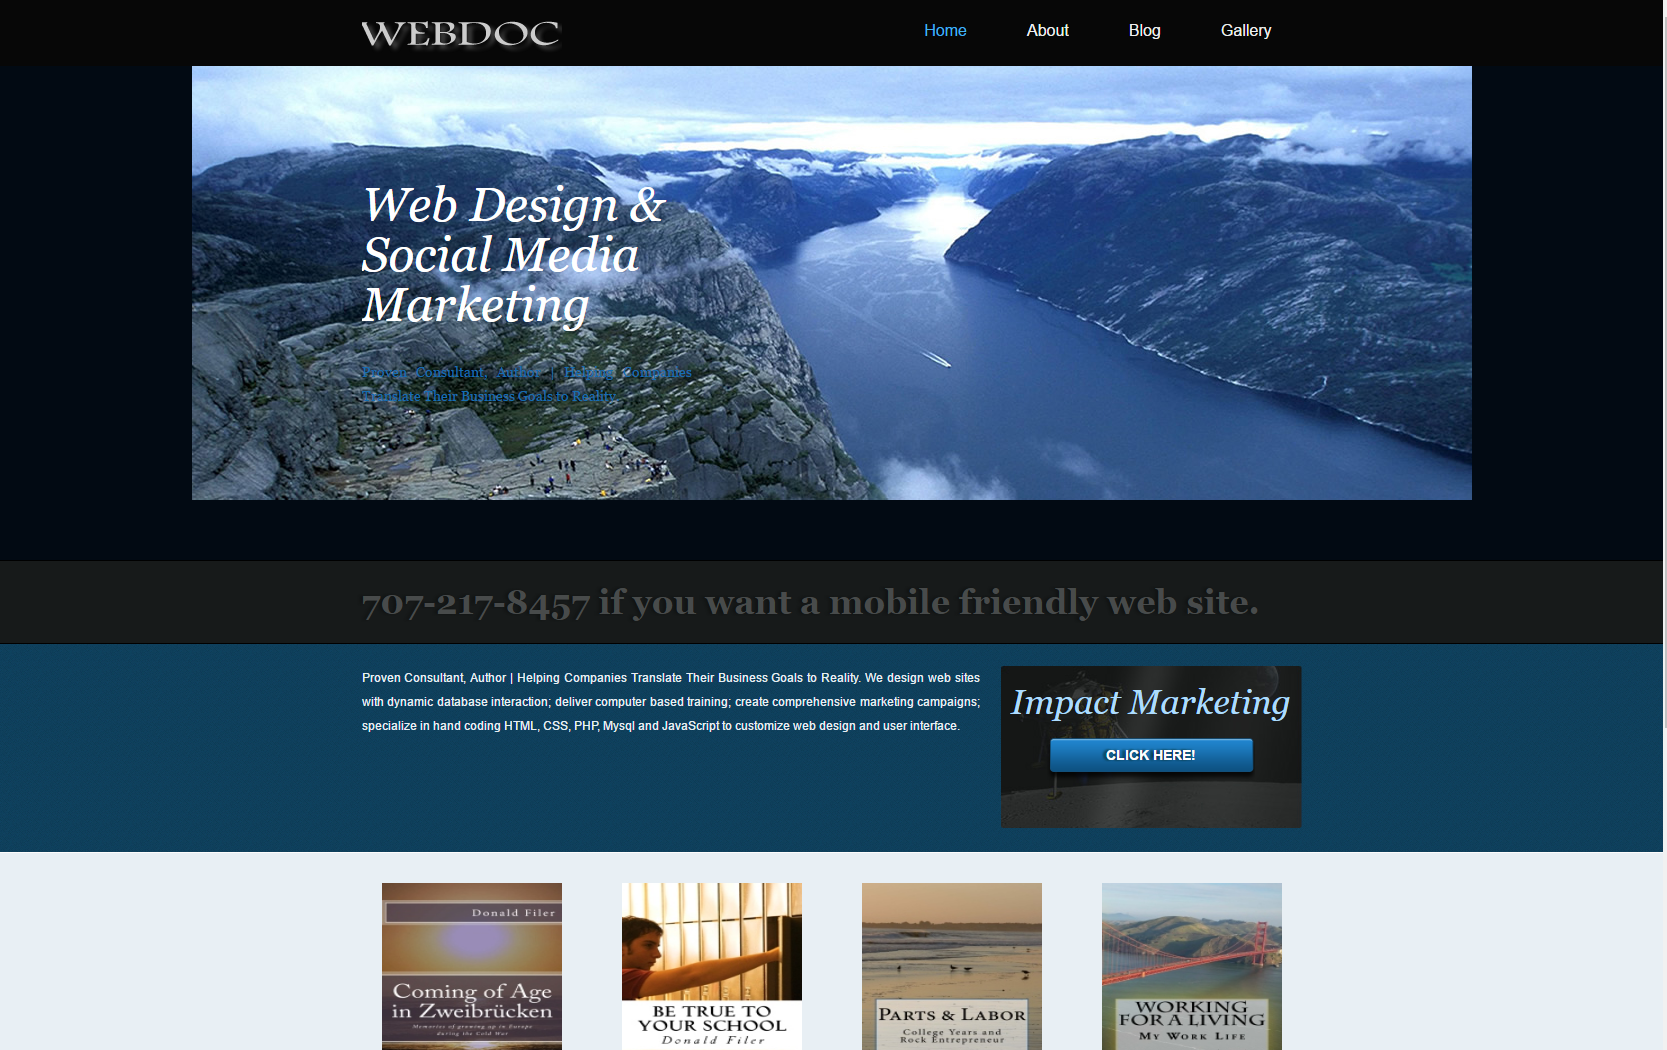 WEBDOC
Home
About
Blog
Gallery
Web Design &
Social Media
Marketing
Proven Consultant, Author | Helping Companies
Translate Their Business Goals to Reality
707-217-8457 if you want a mobile friendly web site.
Proven Consultant, Author | Helping Companies Translate Their Business Goals to Reality. We design web sites
with dynamic database interaction; deliver computer based training; create comprehensive marketing campaigns;
specialize in hand coding HTML, CSS, PHP, Mysql and JavaScript to customize web design and user interface.
Impact Marketing
CLICK HERE!
Donald Filer
Coming of Age
in Zweibrücken
Memories of growing up in Europe
during the Cold War
BE TRUE TO
YOUR SCHOOL
Donald Filer
PARTS & LABOR
College Years and
Rock Entrepreneur
WORKING
FOR A LIVING
MY WORK LIFE